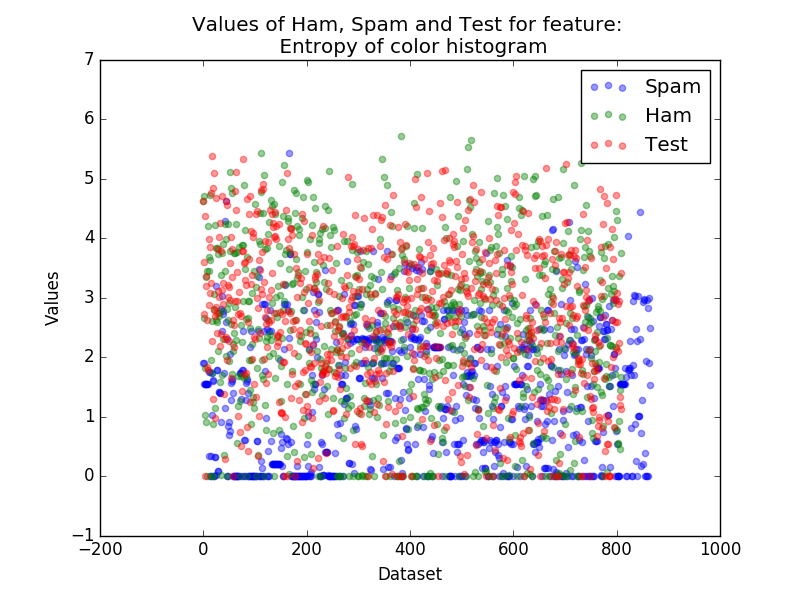 Values of Ham, Spam and Test for feature:
Entropy of color histogram
7
6
5
4
3
2
1
0
−1
−200
0
200
400
600
800
1000
Values
Dataset
Spam
Ham
Test